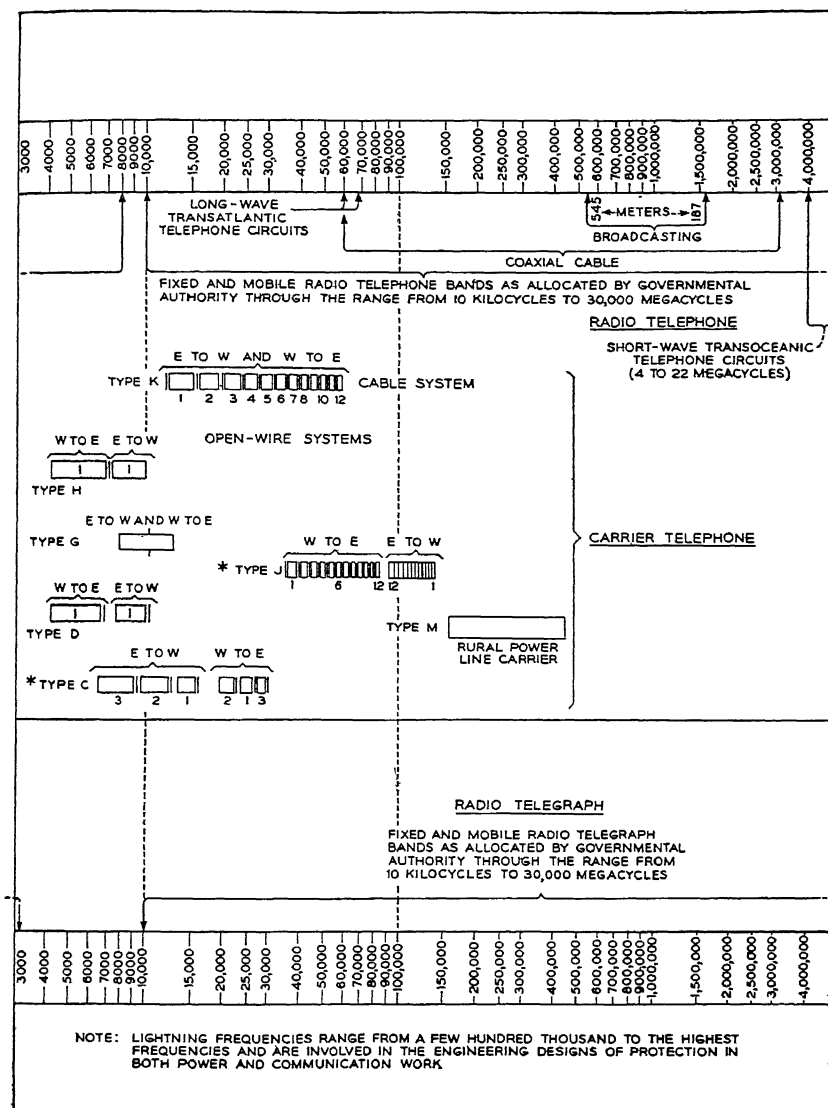 3000 4000 5000 6000 7000 8000 9000 10,000 15,000 20,000 25,000 30,000 40,000 50,000 60,000 70,000 80,000 90,000 100,000 150,000 200,000 250,000 300,000 400,000 500,000 600,000 700,000 800,000 900,000 1,000,000 1,500,000 2,000,000 2,500,000 3,000,000 4,000,000
LONG-WAVE
TRANSATLANTIC
TELEPHONE CIRCUITS
545 METERS 187
BROADCASTING
COAXIAL CABLE
FIXED AND MOBILE RADIO TELEPHONE BANDS AS ALLOCATED BY GOVERNMENTAL
AUTHORITY THROUGH THE RANGE FROM 10 KILOCYCLES TO 30,000 MEGACYCLES
RADIO TELEPHONE
SHORT-WAVE TRANSOCEANIC
TELEPHONE CIRCUITS
(4 TO 22 MEGACYCLES)
E TO W AND W TO E
TYPE K CABLE SYSTEM
1 2 3 4 5 6 7 8 10 12
OPEN-WIRE SYSTEMS
W TO E E TO W
1 1
TYPE H
E TO W AND W TO E
TYPE G
CARRIER TELEPHONE
W TO E E TO W
* TYPE J
1 6 12 12 1
W TO E E TO W
1 1
TYPE D
TYPE M
RURAL POWER
LINE CARRIER
E TO W W TO E
* TYPE C
3 2 1 2 1 3
RADIO TELEGRAPH
FIXED AND MOBILE RADIO TELEGRAPH
BANDS AS ALLOCATED BY GOVERNMENTAL
AUTHORITY THROUGH THE RANGE FROM
10 KILOCYCLES TO 30,000 MEGACYCLES
3000 4000 5000 6000 7000 8000 9000 10,000 15,000 20,000 25,000 30,000 40,000 50,000 60,000 70,000 80,000 90,000 100,000 150,000 200,000 250,000 300,000 400,000 500,000 600,000 700,000 800,000 900,000 1,000,000 1,500,000 2,000,000 2,500,000 3,000,000 4,000,000
NOTE: LIGHTNING FREQUENCIES RANGE FROM A FEW HUNDRED THOUSAND TO THE HIGHEST
FREQUENCIES AND ARE INVOLVED IN THE ENGINEERING DESIGNS OF PROTECTION IN
BOTH POWER AND COMMUNICATION WORK